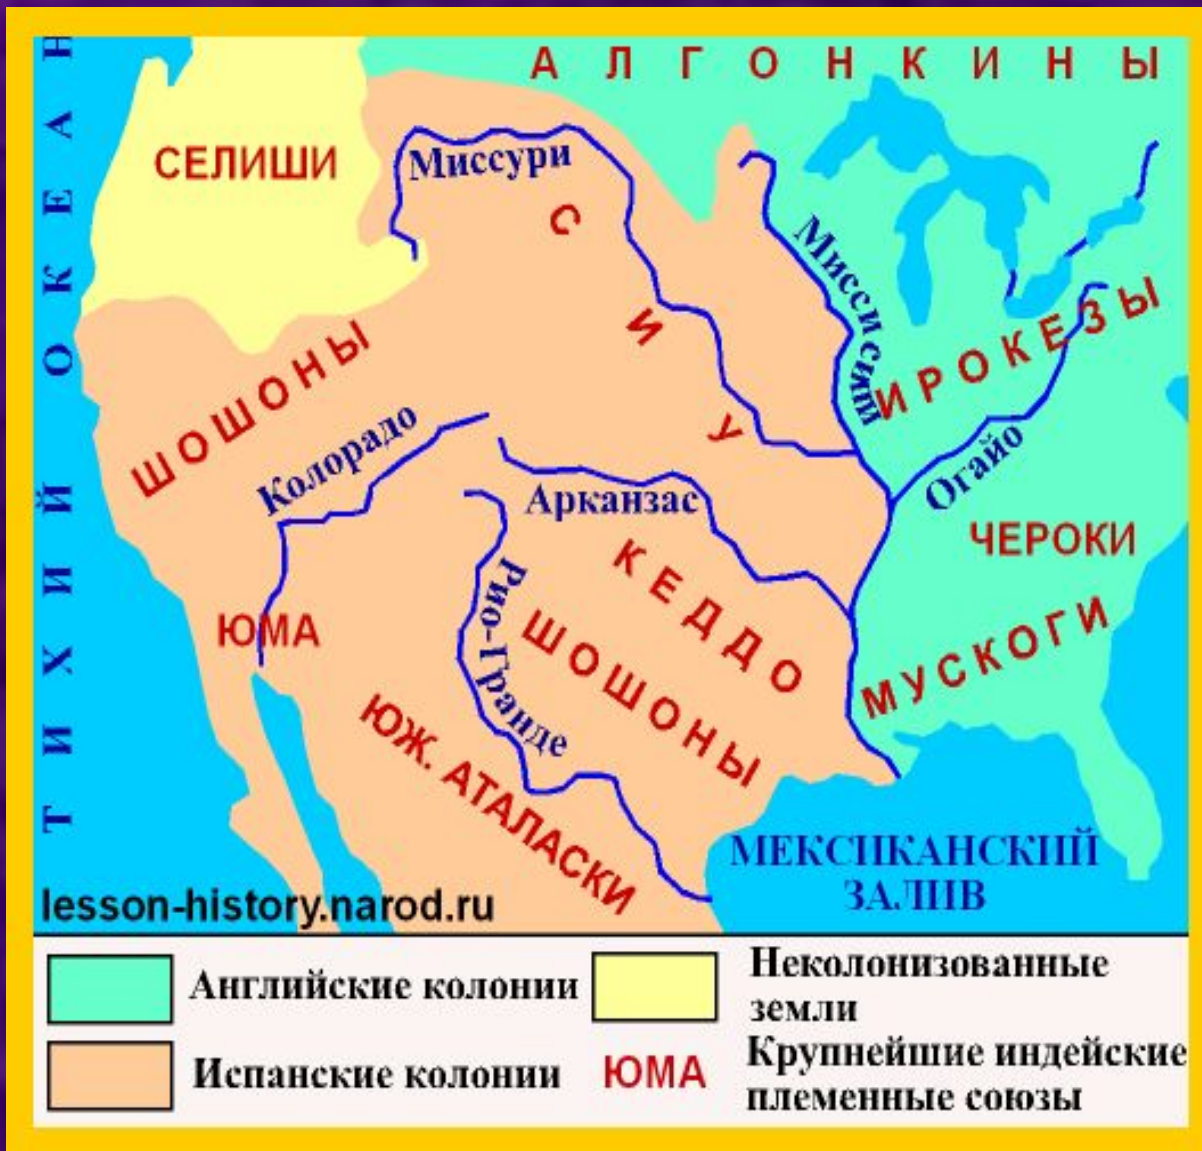 АЛГОНКИНЫ
ТИХИЙ ОКЕАН
СЕЛИШИ
Миссури
СИУ
Миссисипи
ИРОКЕЗЫ
ШОШОНЫ
Колорадо
Арканзас
Огайо
ЧЕРОКИ
КЕДДО
ЮМА
Рио-Гранде
ШОШОНЫ
МУСКОГИ
ЮЖ. АТАЛАСКИ
МЕКСИКАНСКИЙ
ЗАЛИВ
lesson-history.narod.ru
Английские колонии
Неколонизованные
земли
Испанские колонии
ЮМА
Крупнейшие индейские
племенные союзы